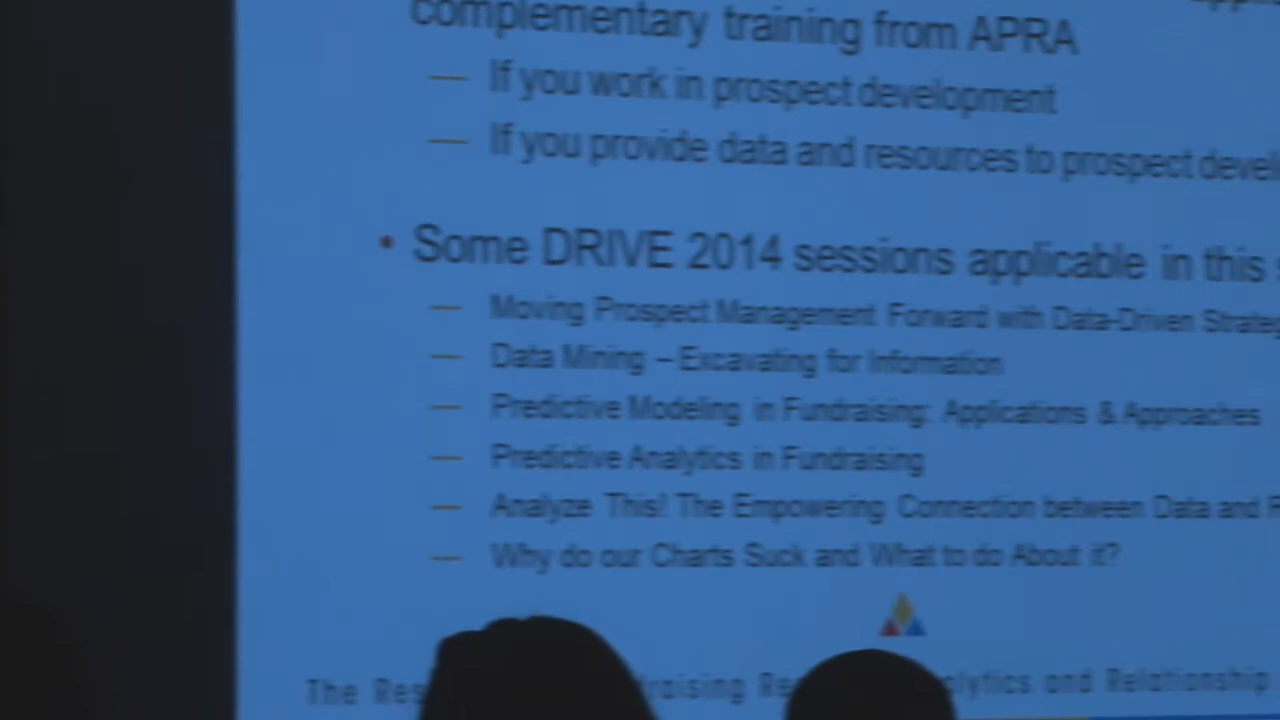 complementary training from APRA
— If you work in prospect development
— If you provide data and resources to prospect
• Some DRIVE 2014 sessions applicable in this
— Moving Prospect Management Forward with Data-Driven
— Data Mining – Excavating for Information
— Predictive Modeling in Fundraising: Applications & Approaches
— Predictive Analytics in Fundraising
— Analyze This! The Empowering Connection between Data and
— Why do our Charts Suck and What to do About it?
The and Relationship